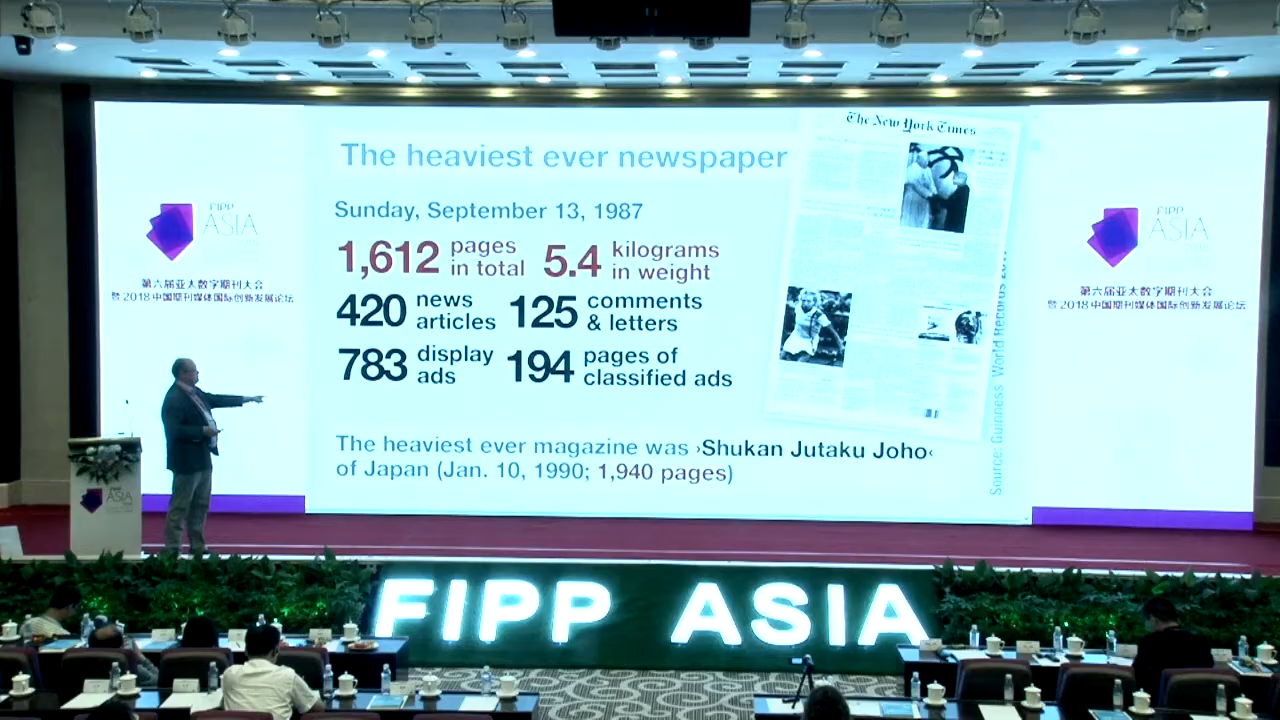 The New York Times
The heaviest ever newspaper
Sunday, September 13, 1987
1,612 pages in total 5.4 kilograms in weight
420 news articles 125 comments & letters
783 display ads 194 pages of classified ads
The heaviest ever magazine was ›Shukan Jutaku Joho‹
of Japan (Jan. 10, 1990; 1,940 pages)
Source: Guinness World Records
FIPP
ASIA
第六届亚太数字期刊大会
暨2018中国期刊媒体国际创新发展论坛
FIPP
ASIA
第六届亚太数字期刊大会
暨2018中国期刊媒体国际创新发展论坛
ASIA
FIPP ASIA